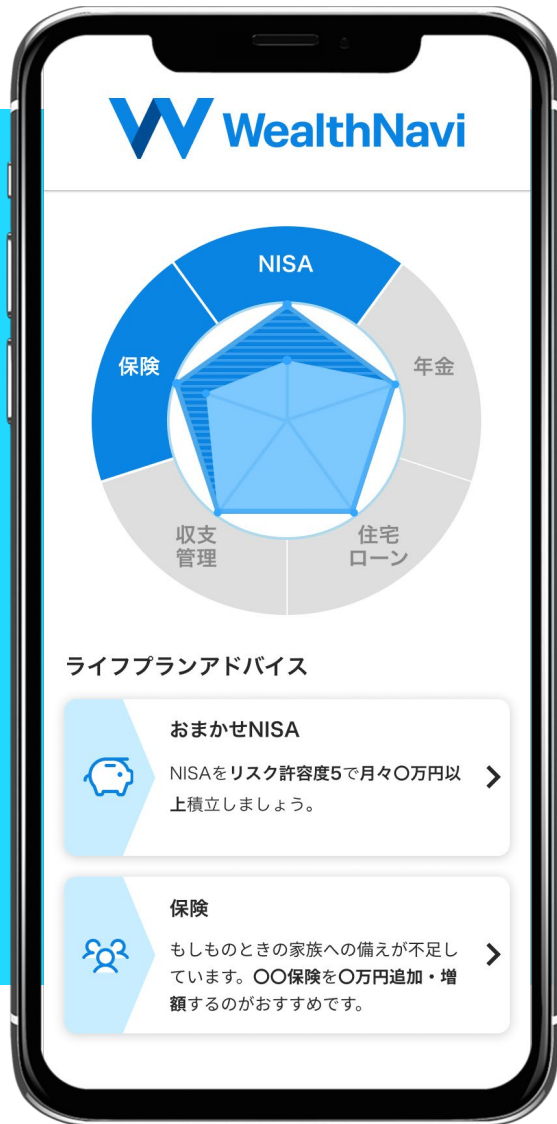 WealthNavi
NISA
保険
年金
収支
管理
住宅
ローン
ライフプランアドバイス
おまかせNISA
NISAをリスク許容度5で月々〇万円以
上積立しましょう。
保険
もしものときの家族への備えが不足し
ています。〇〇保険を〇万円追加・増
額するのがおすすめです。